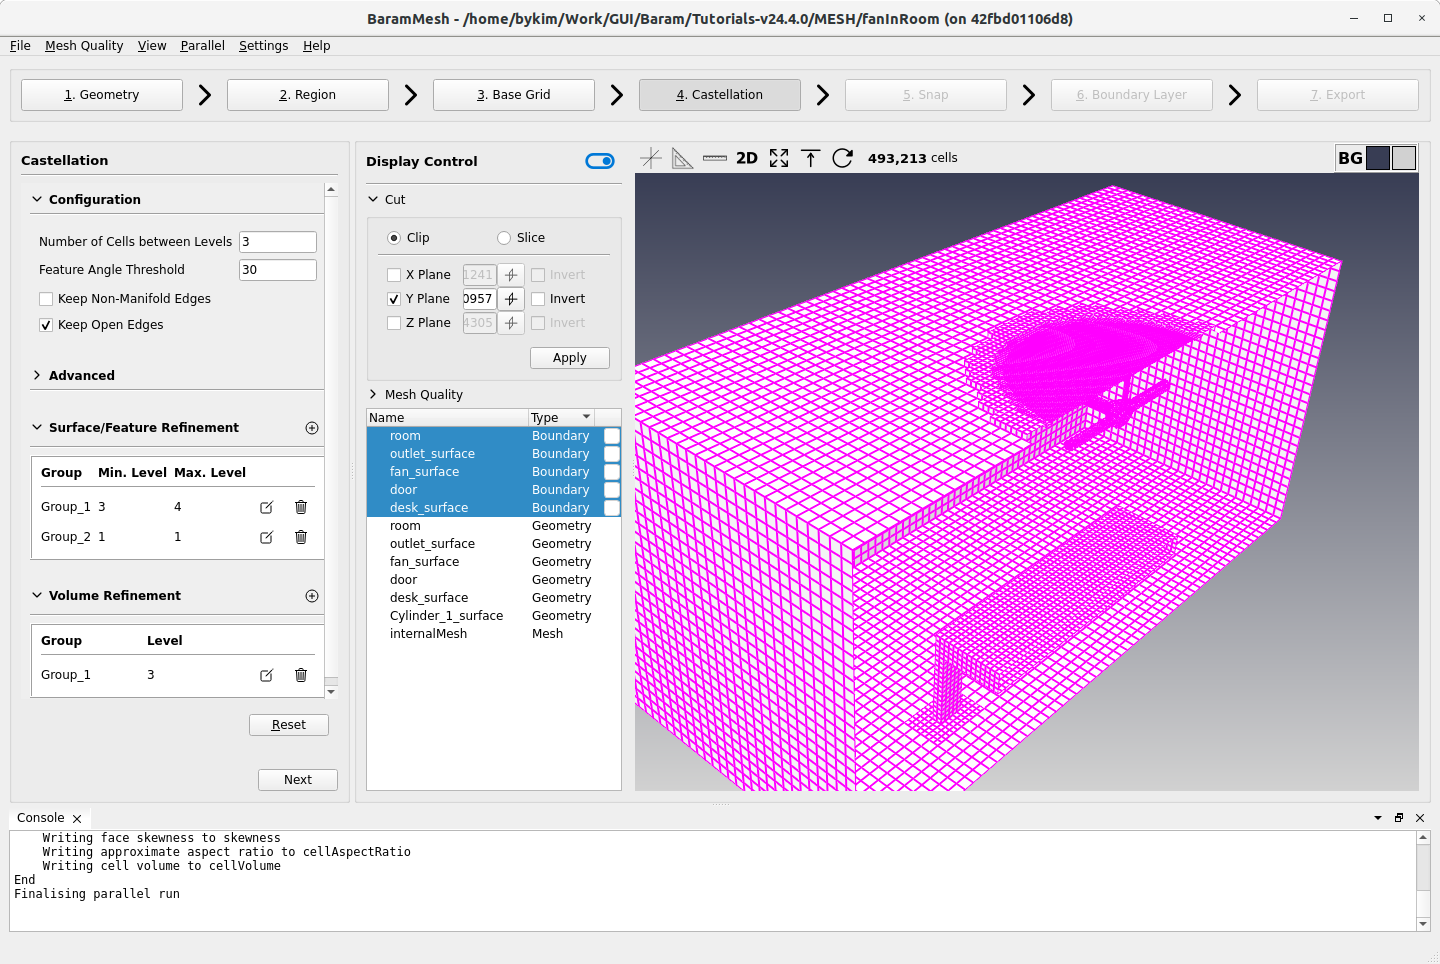 BaramMesh - /home/bykim/Work/GUI/Baram/Tutorials-v24.4.0/MESH/fanInRoom (on 42fbd01106d8)
File Mesh Quality View Parallel Settings Help
1. Geometry 2. Region 3. Base Grid 4. Castellation 5. Snap 6. Boundary Layer 7. Export
Castellation
Configuration
Number of Cells between Levels 3
Feature Angle Threshold 30
Keep Non-Manifold Edges
Keep Open Edges
Advanced
Surface/Feature Refinement
Group Min. Level Max. Level
Group_1 3 4
Group_2 1 1
Volume Refinement
Group Level
Group_1 3
Reset
Next
Display Control
Cut
Clip Slice
X Plane 1241 Invert
Y Plane 0957 Invert
Z Plane 4305 Invert
Apply
Mesh Quality
Name Type
room Boundary
outlet_surface Boundary
fan_surface Boundary
door Boundary
desk_surface Boundary
room Geometry
outlet_surface Geometry
fan_surface Geometry
door Geometry
desk_surface Geometry
Cylinder_1_surface Geometry
internalMesh Mesh
2D 493,213 cells BG
Console
Writing face skewness to skewness
Writing approximate aspect ratio to cellAspectRatio
Writing cell volume to cellVolume
End
Finalising parallel run